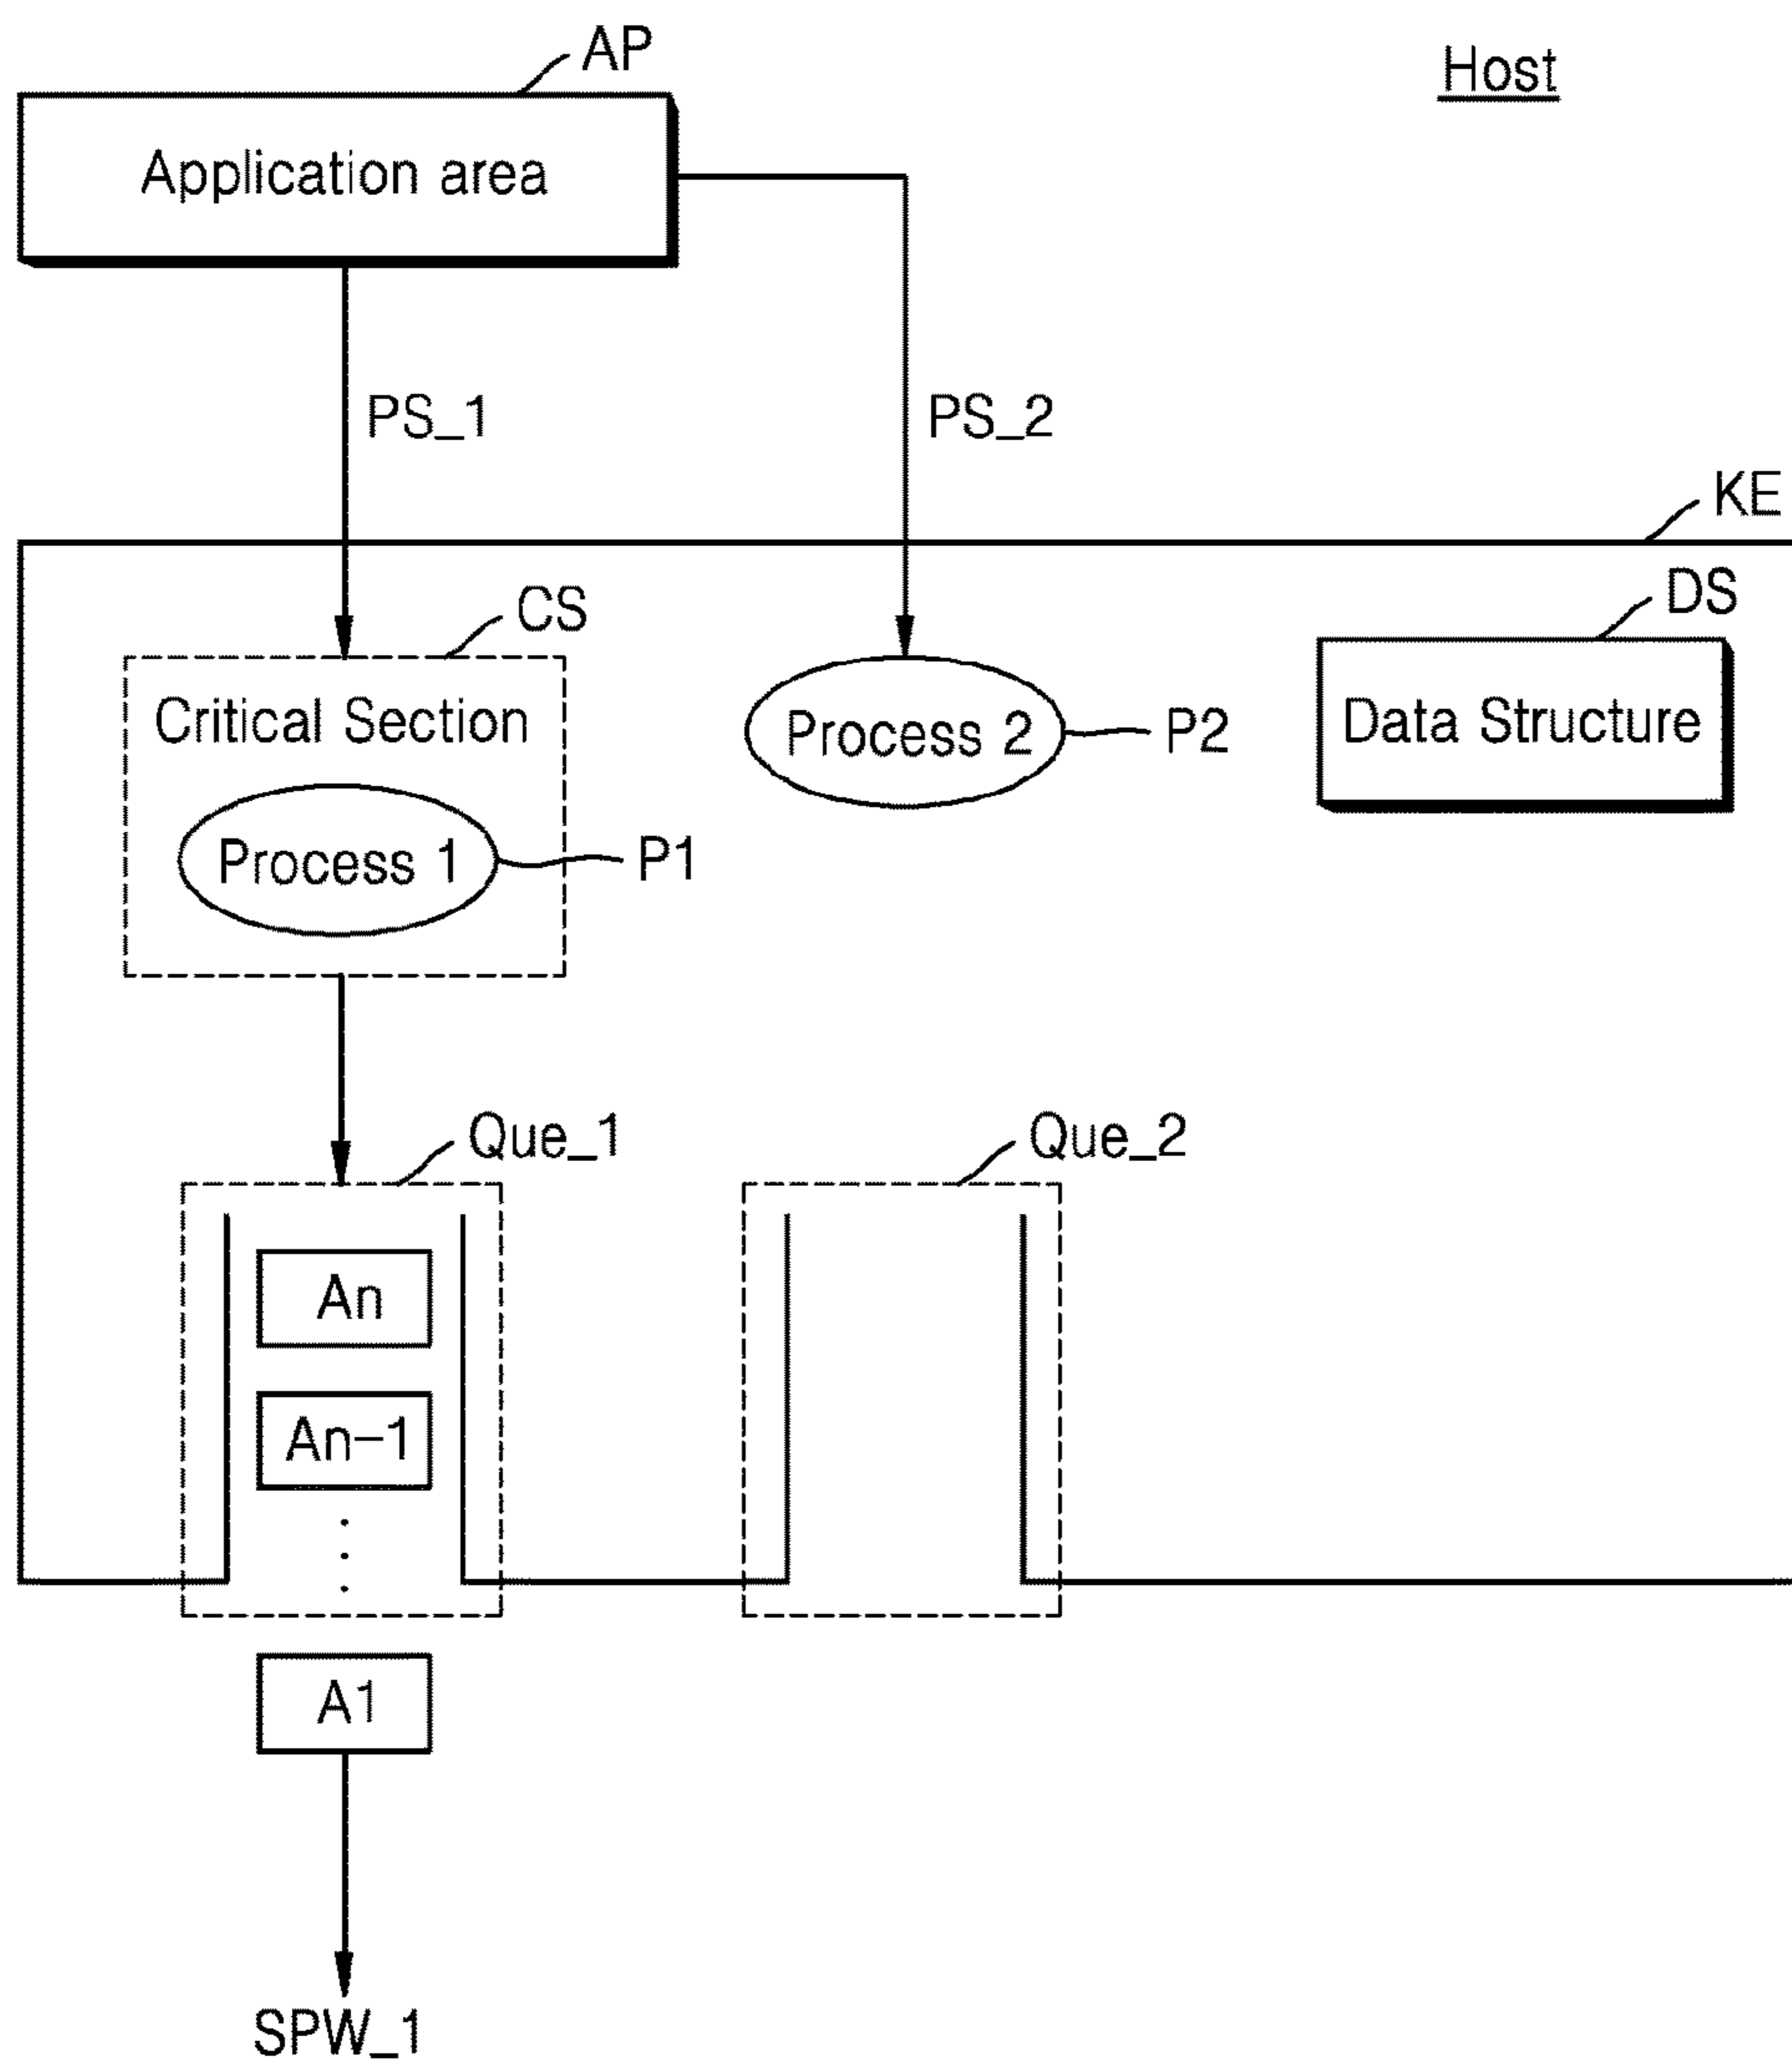 AP
Host
Application area
PS_1
PS_2
KE
CS
DS
Critical Section
Process 2
P2
Data Structure
Process 1
P1
Que_1
Que_2
An
An-1
A1
SPW_1